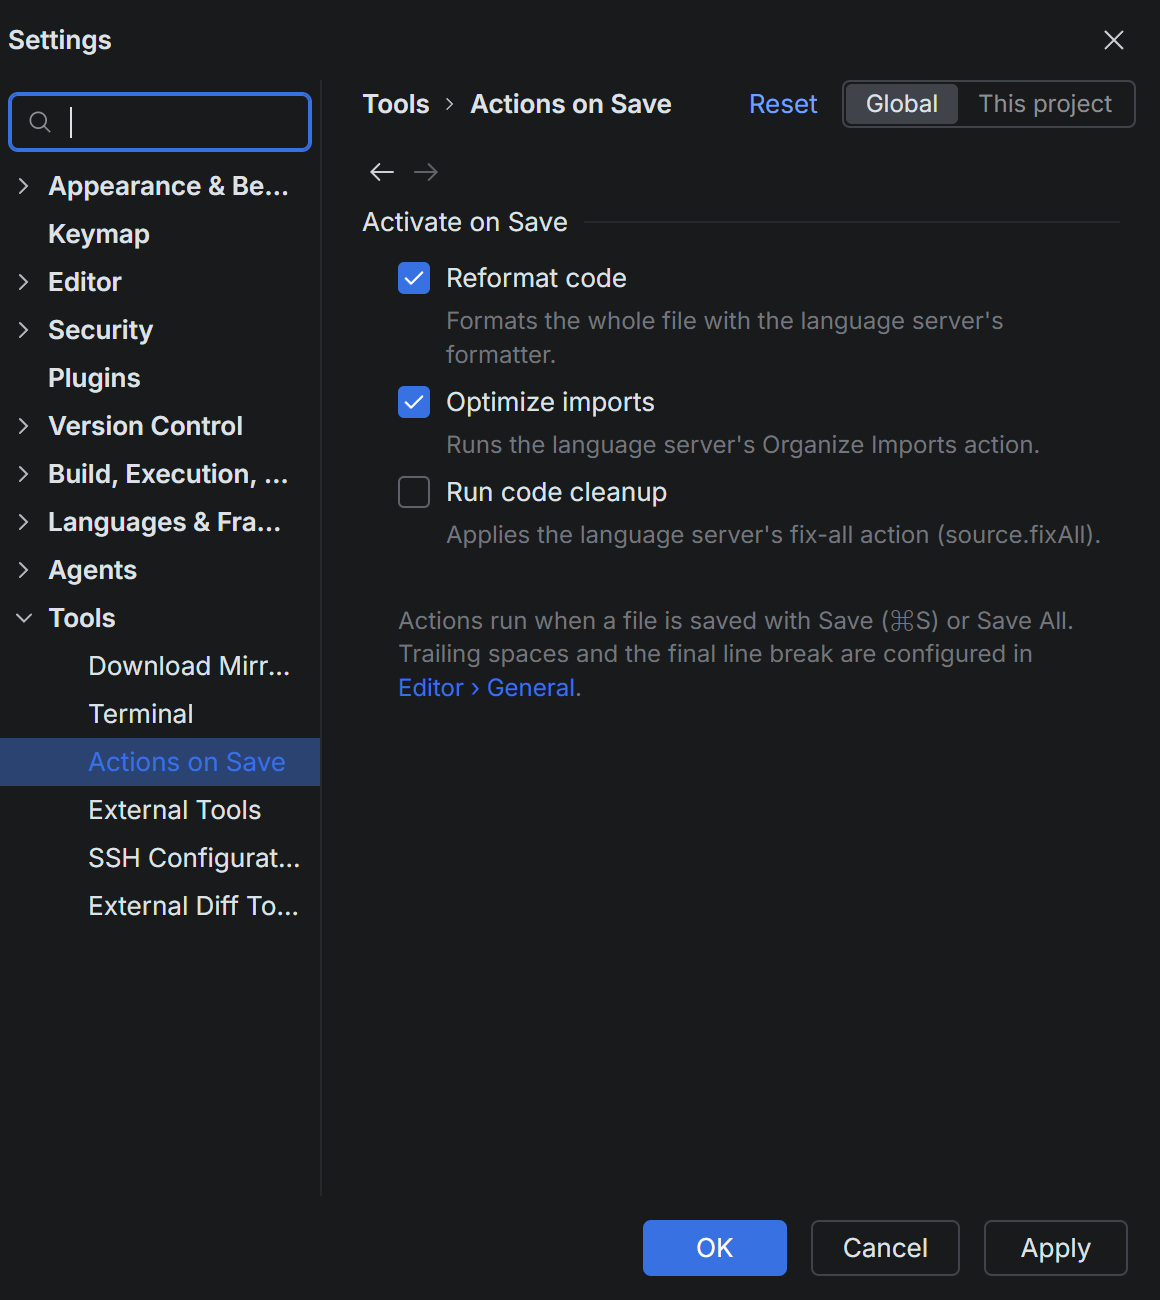 Settings
Appearance & Be...
Keymap
Editor
Security
Plugins
Version Control
Build, Execution, ...
Languages & Fra...
Agents
Tools
Download Mirr...
Terminal
Actions on Save
External Tools
SSH Configurat...
External Diff To...
Tools › Actions on Save
Reset
Global
This project
Activate on Save
Reformat code
Formats the whole file with the language server's
formatter.
Optimize imports
Runs the language server's Organize Imports action.
Run code cleanup
Applies the language server's fix-all action (source.fixAll).
Actions run when a file is saved with Save (⌘S) or Save All.
Trailing spaces and the final line break are configured in
Editor › General.
OK
Cancel
Apply